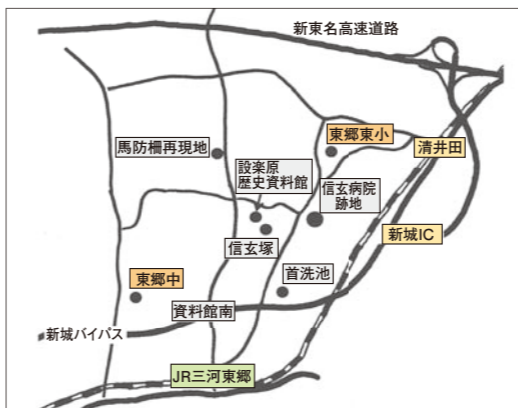 新東名高速道路
東郷東小
清井田
馬防柵再現地
設楽原
歴史資料館
信玄病院
跡地
新城IC
信玄塚
首洗池
東郷中
資料館南
新城バイパス
JR三河東郷